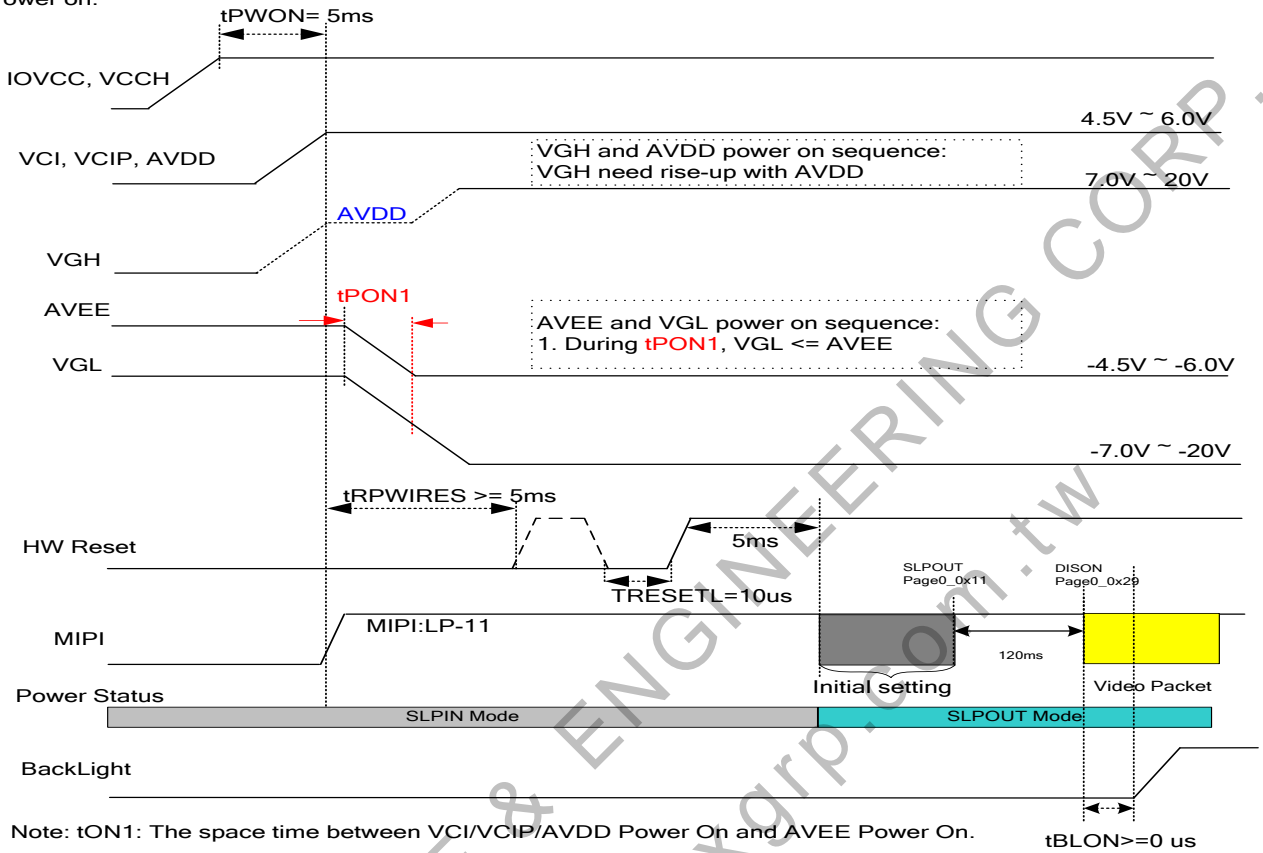 ower on:
tPWON= 5ms
IOVCC, VCCH
4.5V ~ 6.0V
VCI, VCIP, AVDD
VGH and AVDD power on sequence:
VGH need rise-up with AVDD
7.0V ~ 20V
AVDD
VGH
tPON1
AVEE
AVEE and VGL power on sequence:
1. During tPON1, VGL <= AVEE
VGL
-4.5V ~ -6.0V
-7.0V ~ -20V
tRPWIRES >= 5ms
HW Reset
5ms
TRESETL=10us
SLPOUT
Page0_0x11
DISON
Page0_0x29
MIPI
MIPI:LP-11
120ms
Initial setting
Video Packet
Power Status
SLPIN Mode
SLPOUT Mode
BackLight
Note: tON1: The space time between VCI/VCIP/AVDD Power On and AVEE Power On.
tBLON>=0 us
& ENGINEERING CORP.
xgrp.com.tw